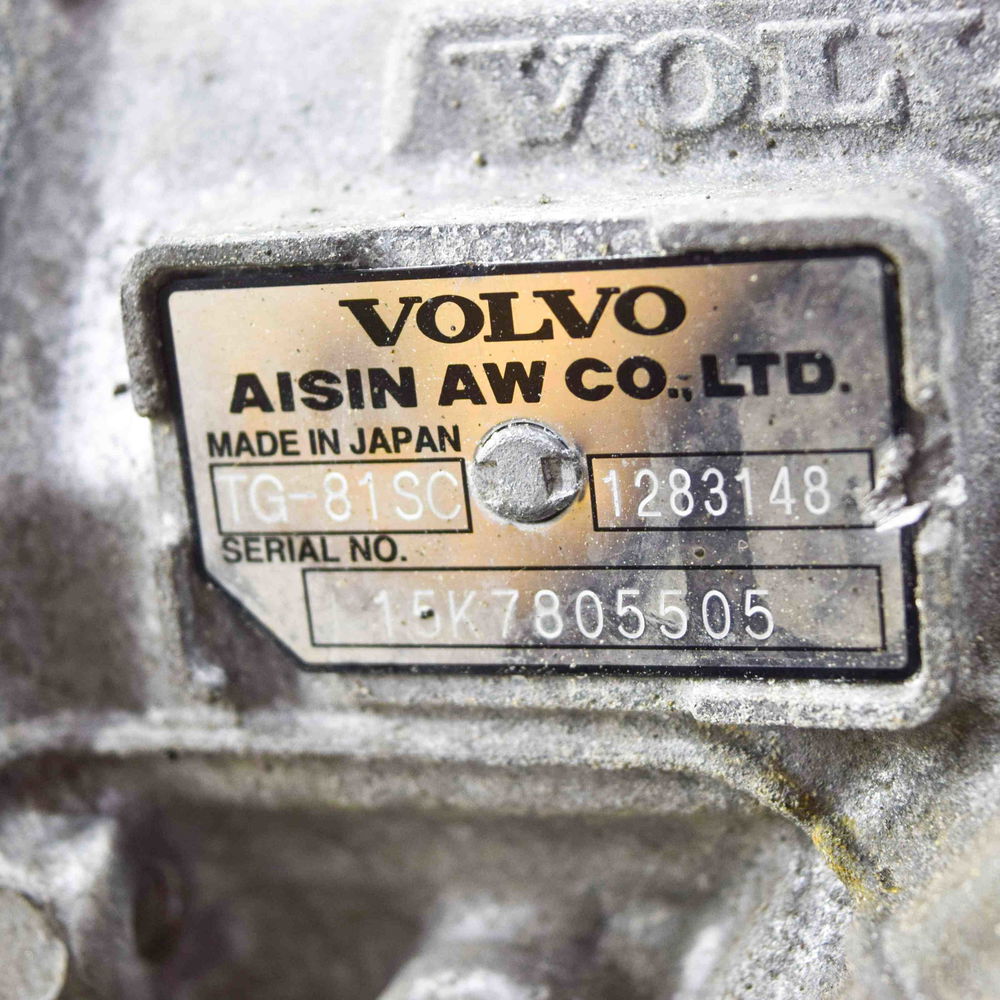 VOL
VOLVO
AISIN AW CO., LTD.
MADE IN JAPAN
TG-81SC 1283148
SERIAL NO.
15K7805505